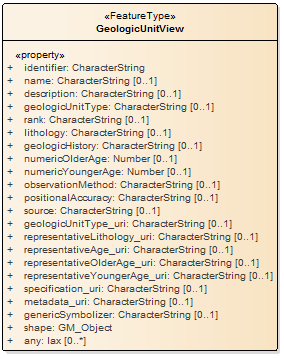 «FeatureType»
GeologicUnitView
«property»
+ identifier: CharacterString
+ name: CharacterString [0..1]
+ description: CharacterString [0..1]
+ geologicUnitType: CharacterString [0..1]
+ rank: CharacterString [0..1]
+ lithology: CharacterString [0..1]
+ geologicHistory: CharacterString [0..1]
+ numericOlderAge: Number [0..1]
+ numericYoungerAge: Number [0..1]
+ observationMethod: CharacterString [0..1]
+ positionalAccuracy: CharacterString [0..1]
+ source: CharacterString [0..1]
+ geologicUnitType_uri: CharacterString [0..1]
+ representativeLithology_uri: CharacterString [0..1]
+ representativeAge_uri: CharacterString [0..1]
+ representativeOlderAge_uri: CharacterString [0..1]
+ representativeYoungerAge_uri: CharacterString [0..1]
+ specification_uri: CharacterString [0..1]
+ metadata_uri: CharacterString [0..1]
+ genericSymbolizer: CharacterString [0..1]
+ shape: GM_Object
+ any: lax [0..*]